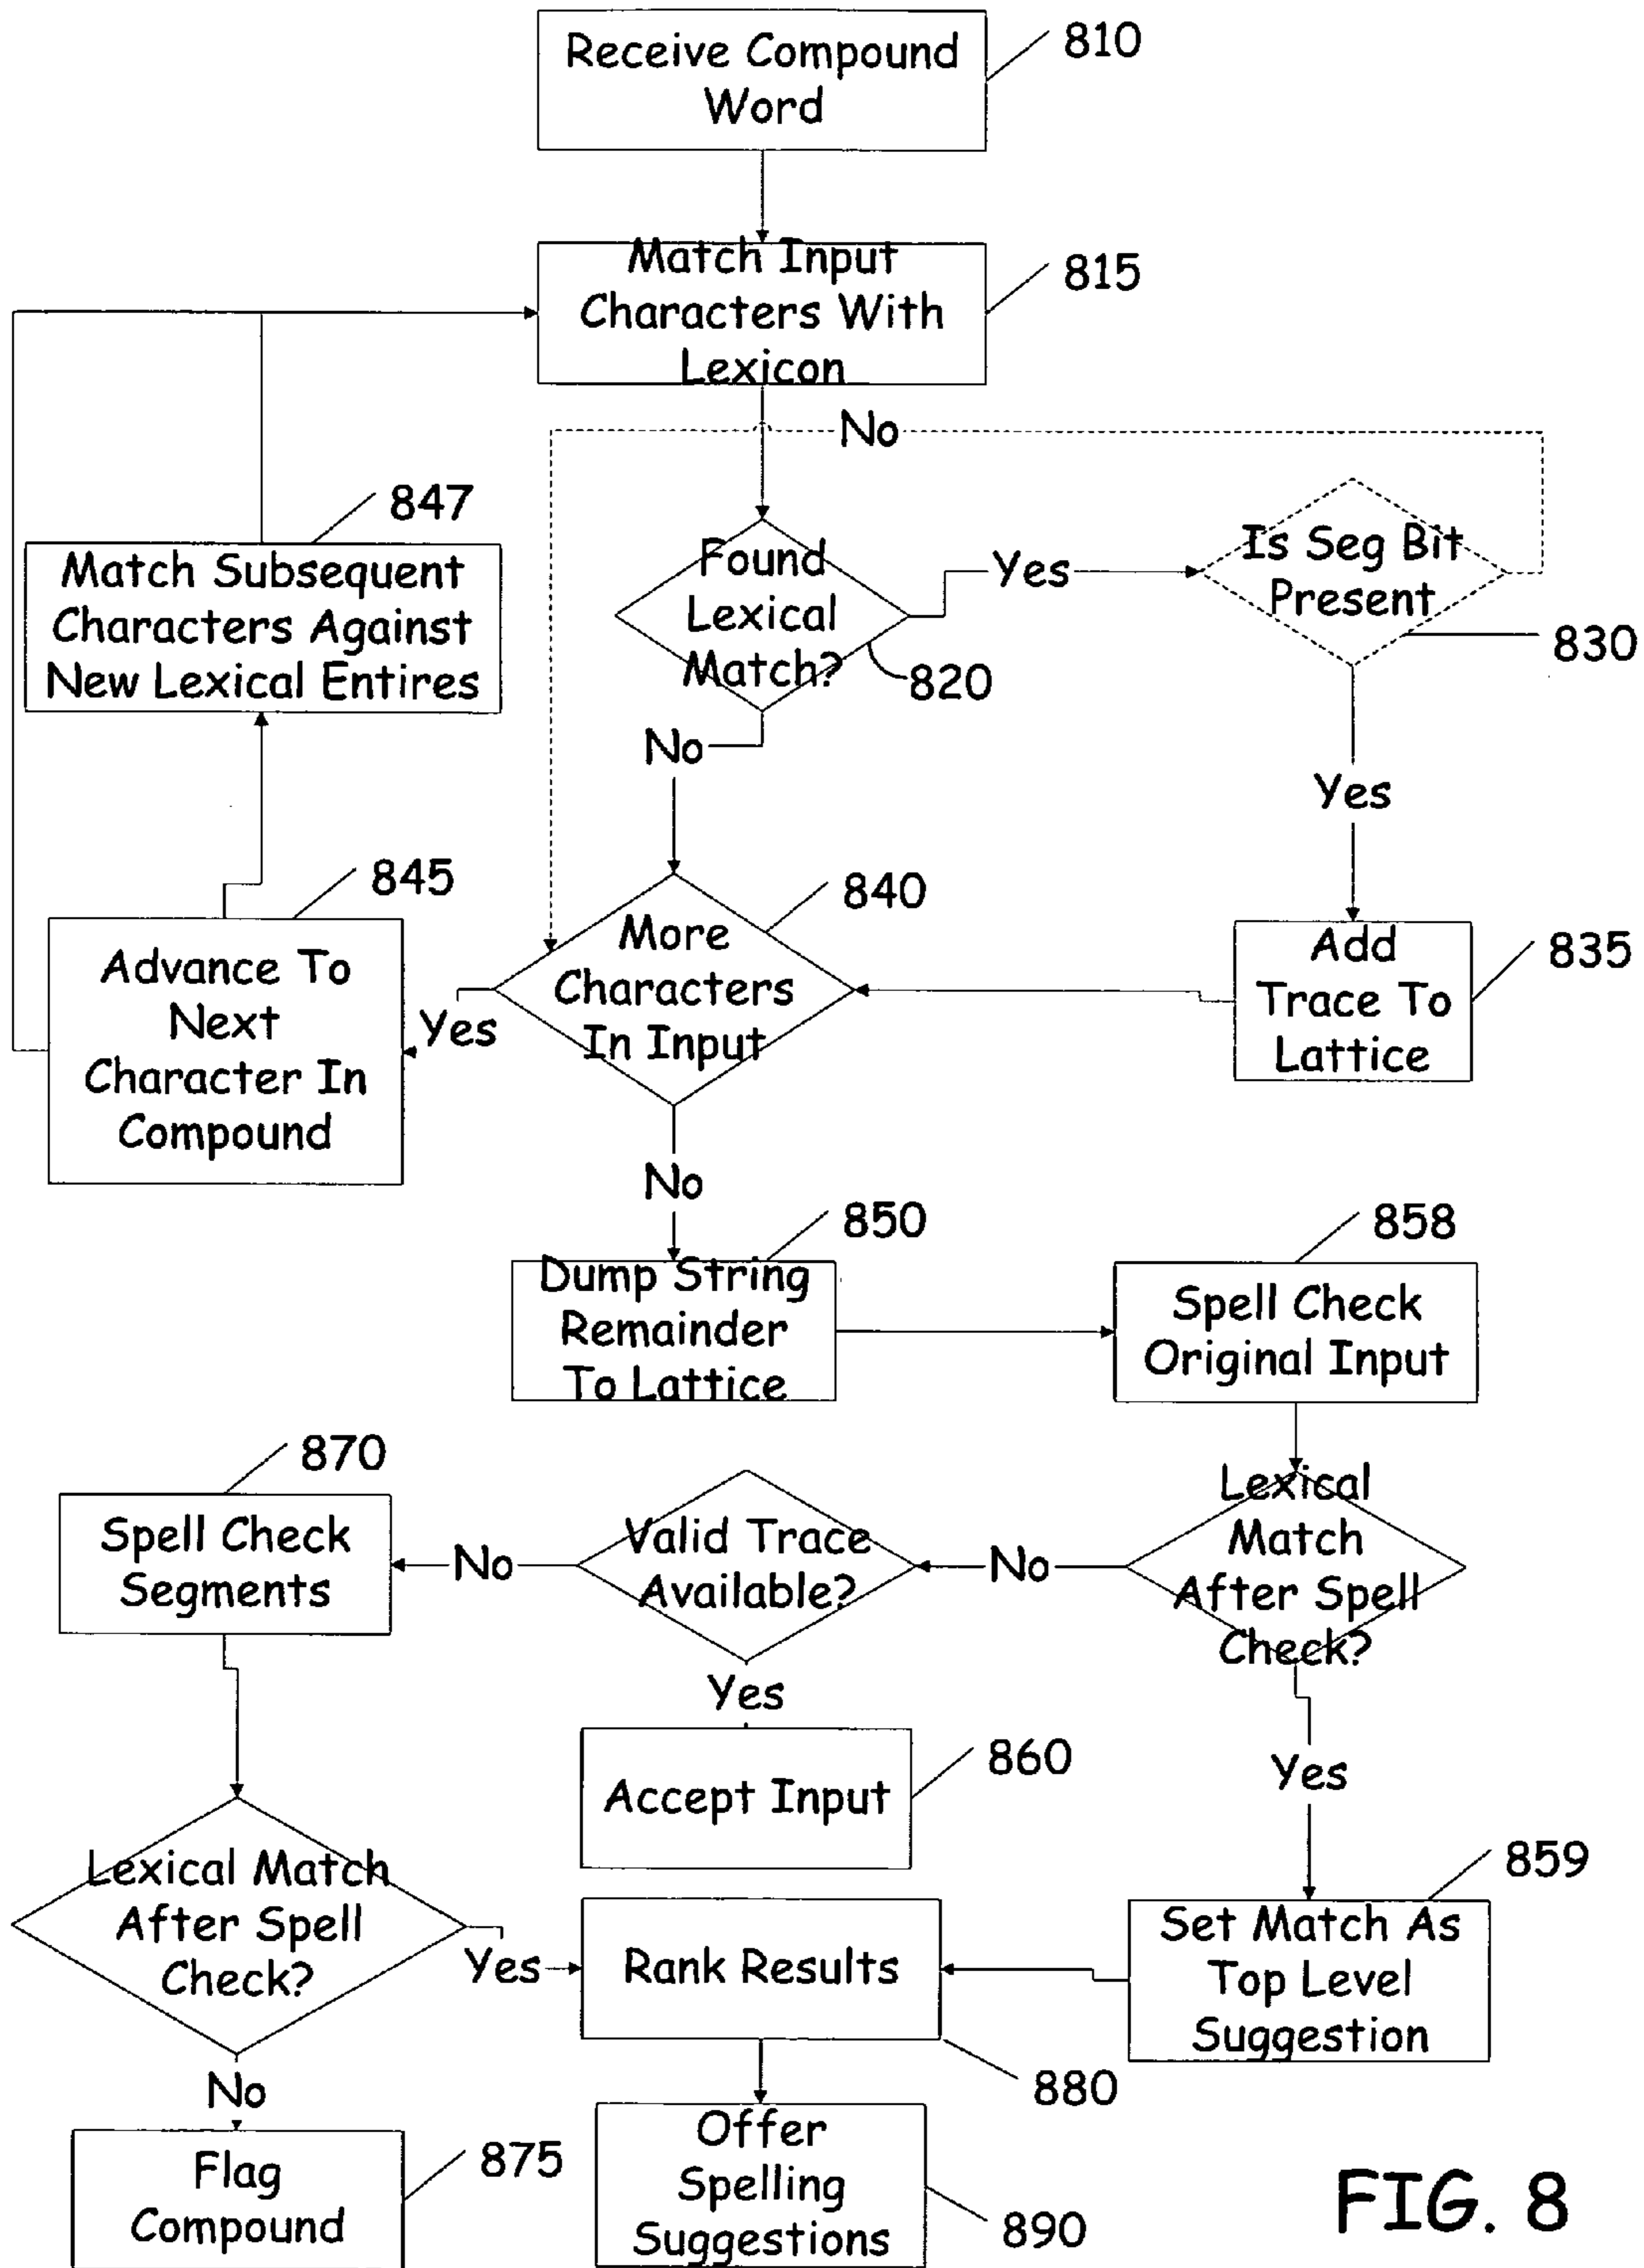 Receive Compound
Word
810
Match Input
Characters With
Lexicon
815
No
847
Match Subsequent
Characters Against
New Lexical Entires
Found
Lexical
Match?
820
Yes
Is Seg Bit
Present
830
No
Yes
845
Advance To
Next
Character In
Compound
Yes
840
More
Characters
In Input
Add
Trace To
Lattice
835
No
850
Dump String
Remainder
To Lattice
858
Spell Check
Original Input
870
Spell Check
Segments
No
Valid Trace
Available?
No
Lexical
Match
After Spell
Check?
Yes
Accept Input
860
Yes
859
Lexical Match
After Spell
Check?
Yes
Rank Results
880
Set Match As
Top Level
Suggestion
No
Flag
Compound
875
Offer
Spelling
Suggestions
890
FIG. 8